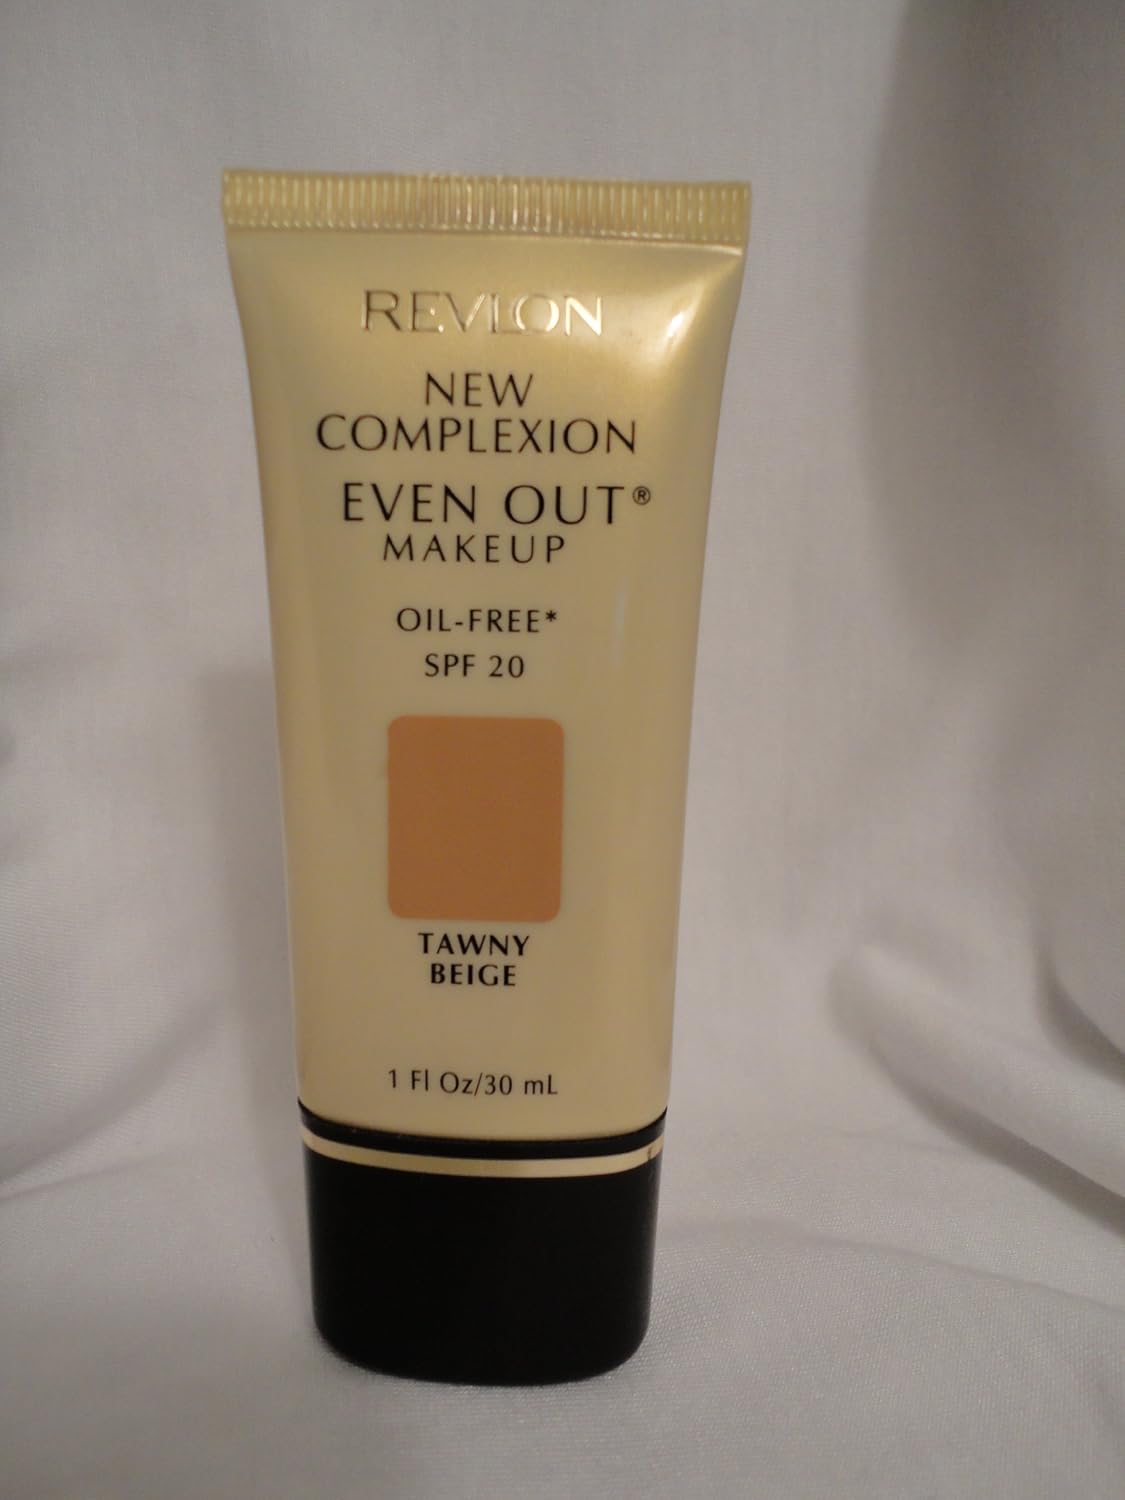 REVLON
NEW
COMPLEXION
EVEN OUT®
MAKEUP
OIL-FREE*
SPF 20
TAWNY
BEIGE
1 Fl Oz/30 mL